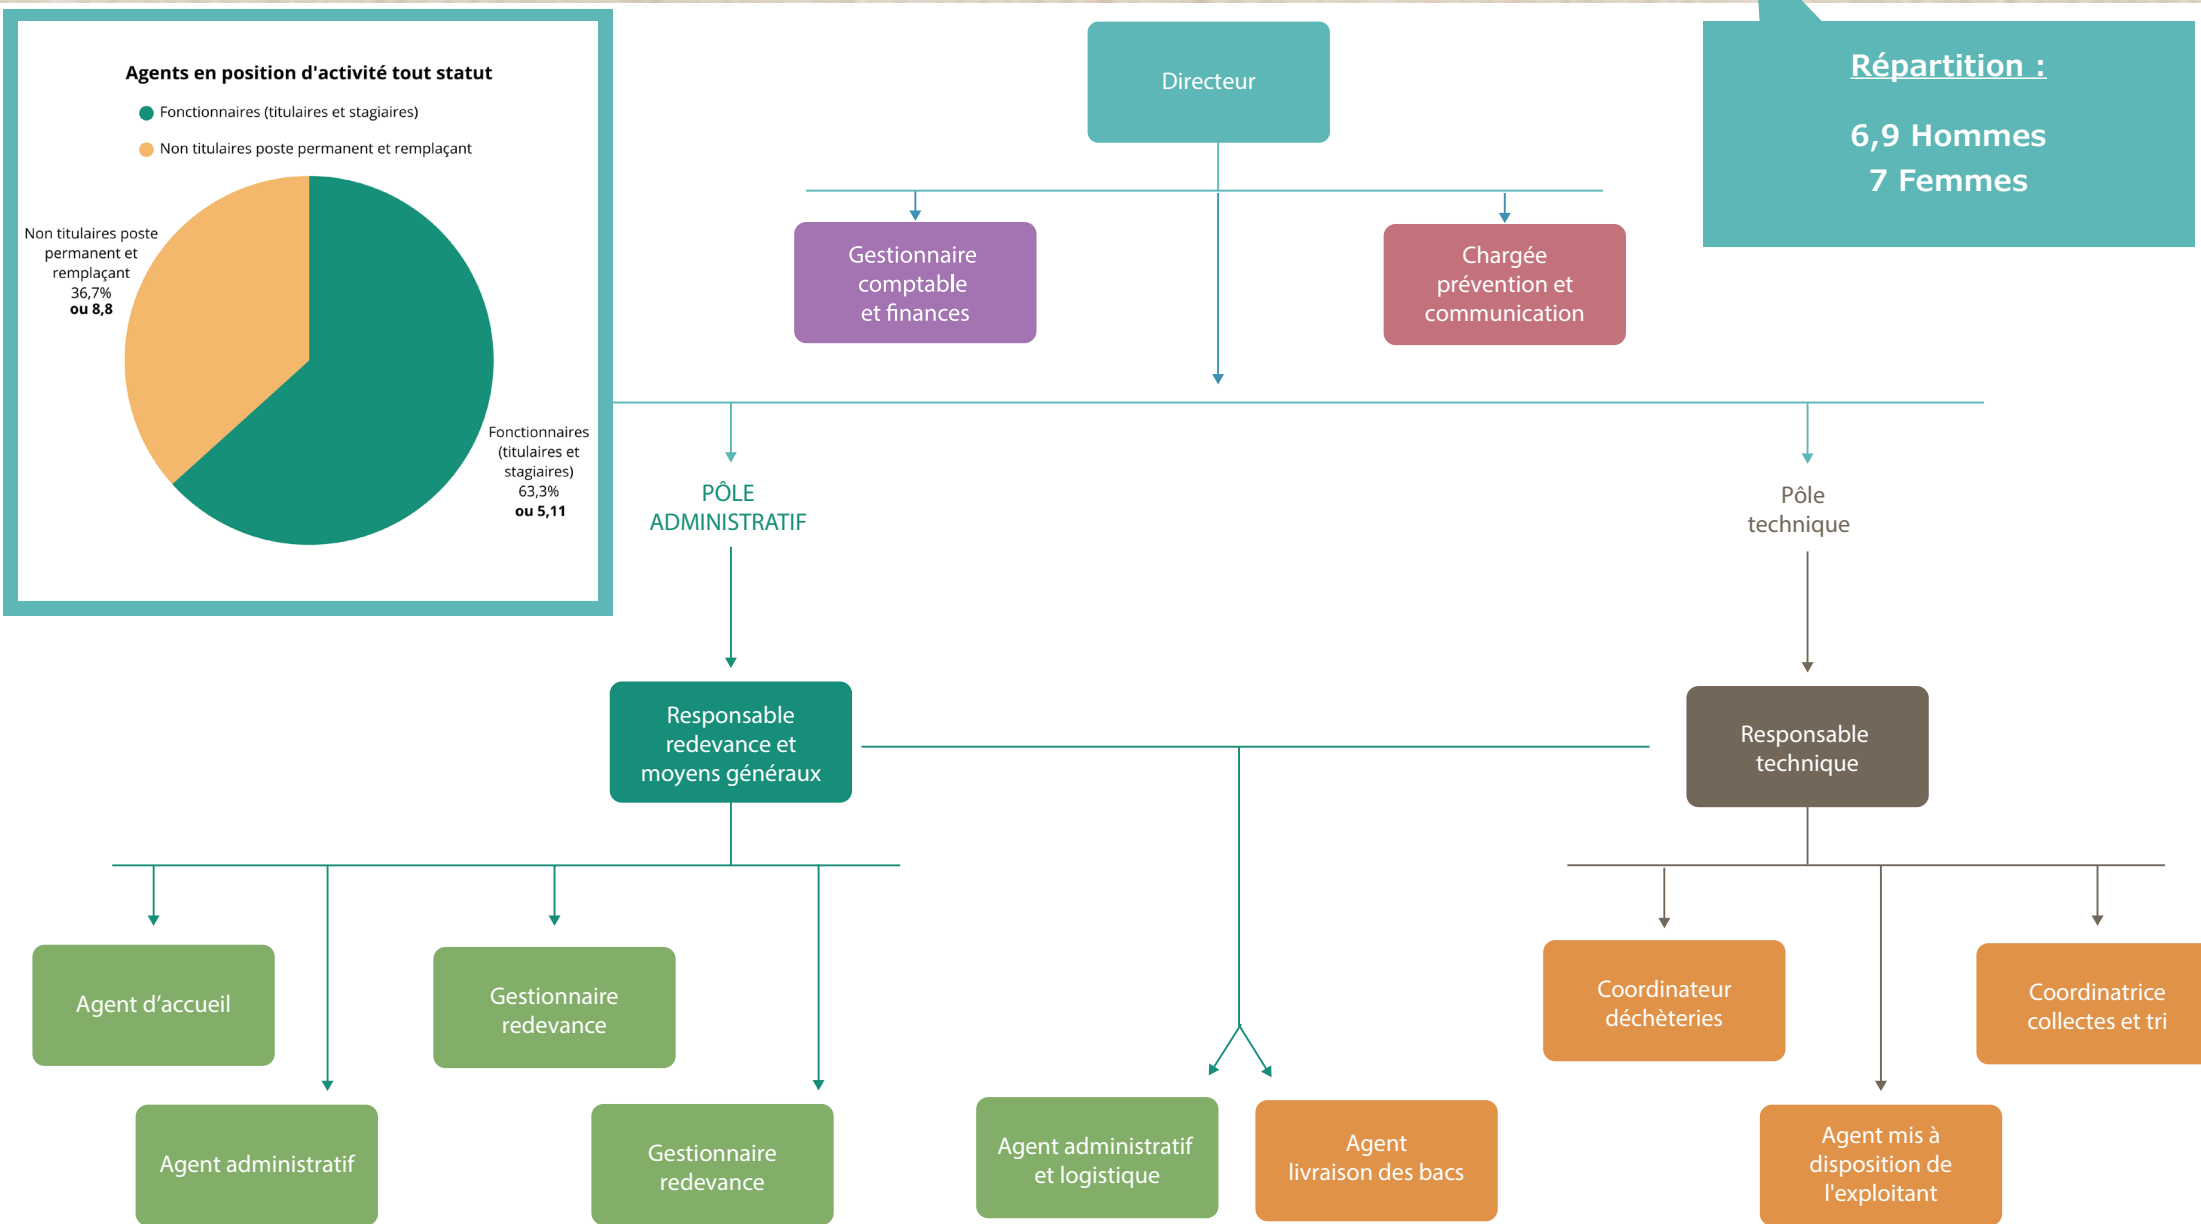 Agents en position d'activité tout statut
Fonctionnaires (titulaires et stagiaires)
Non titulaires poste permanent et remplaçant
Non titulaires poste
permanent et
remplaçant
36,7%
ou 8,8
Fonctionnaires
(titulaires et
stagiaires)
63,3%
ou 5,11
Directeur
Répartition :
6,9 Hommes
7 Femmes
Gestionnaire
comptable
et finances
Chargée
prévention et
communication
PÔLE
ADMINISTRATIF
Pôle
technique
Responsable
redevance et
moyens généraux
Responsable
technique
Agent d'accueil
Gestionnaire
redevance
Coordinateur
déchèteries
Coordinatrice
collectes et tri
Agent administratif
Gestionnaire
redevance
Agent administratif
et logistique
Agent
livraison des bacs
Agent mis à
disposition de
l'exploitant